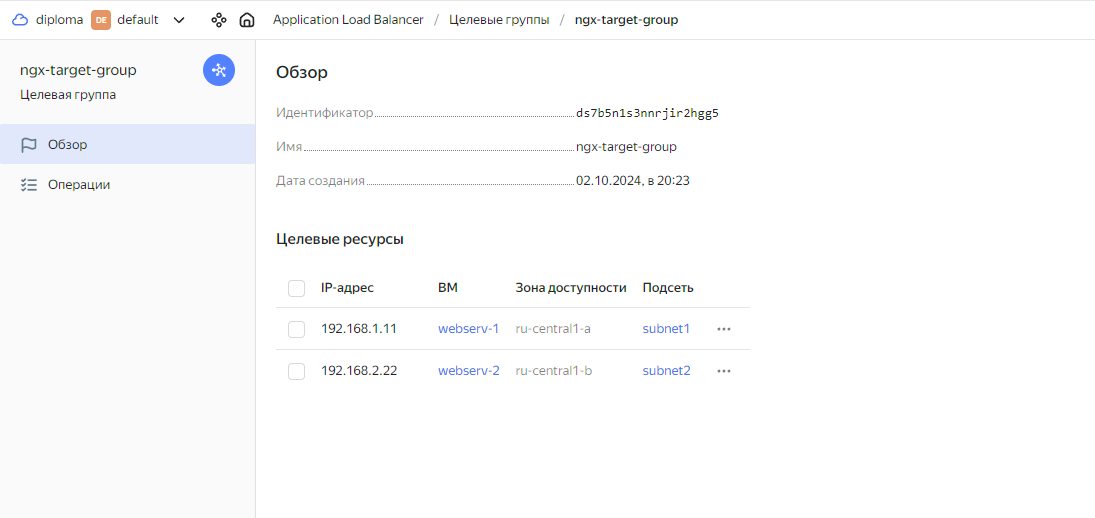 diploma DE default Application Load Balancer / Целевые группы / ngx-target-group
ngx-target-group
Целевая группа
Обзор
Операции
Обзор
Идентификатор ds7b5n1s3nnrjir2hgg5
Имя ngx-target-group
Дата создания 02.10.2024, в 20:23
Целевые ресурсы
IP-адрес ВМ Зона доступности Подсеть
192.168.1.11 webserv-1 ru-central1-a subnet1
192.168.2.22 webserv-2 ru-central1-b subnet2